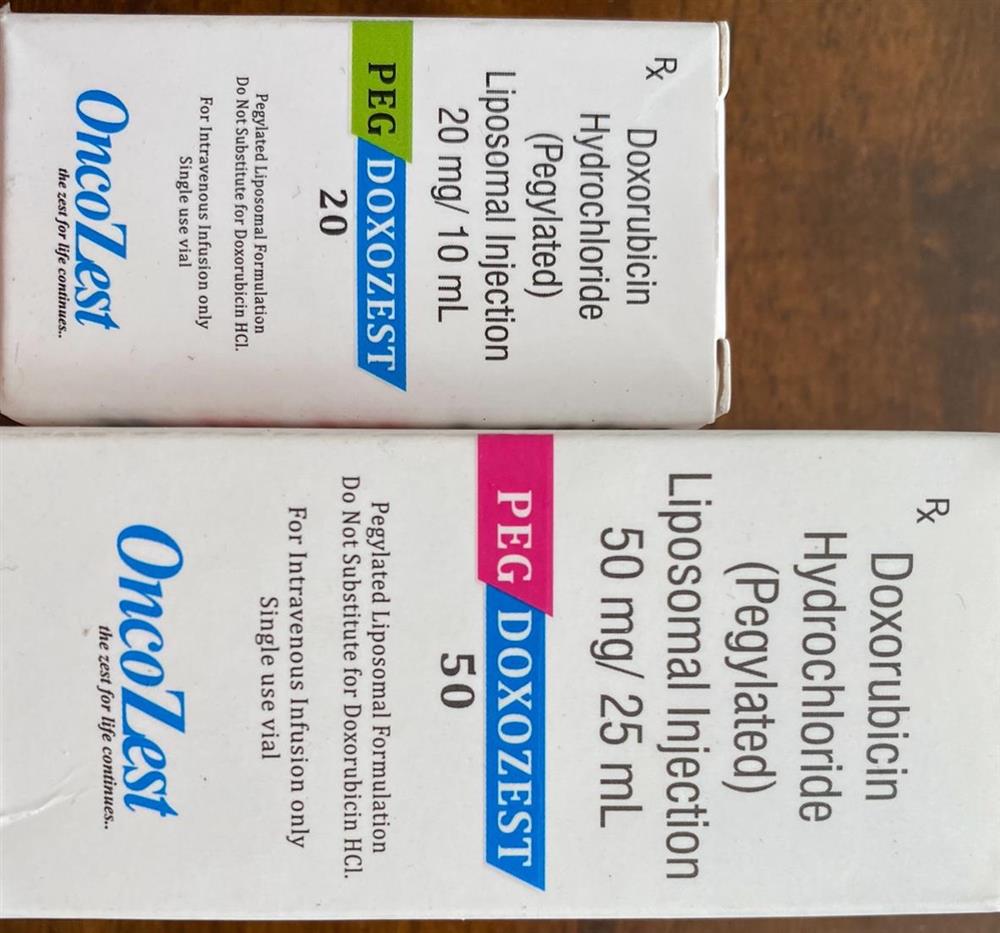 Rx
Doxorubicin
Hydrochloride
(Pegylated)
Liposomal Injection
20 mg/ 10 mL
PEG DOXOZEST
20
Pegylated Liposomal Formulation
Do Not Substitute for Doxorubicin HCl.
For Intravenous Infusion only
Single use vial
OncoZest
the zest for life continues..
Rx
Doxorubicin
Hydrochloride
(Pegylated)
Liposomal Injection
50 mg/ 25 mL
PEG DOXOZEST
50
Pegylated Liposomal Formulation
Do Not Substitute for Doxorubicin HCl.
For Intravenous Infusion only
Single use vial
OncoZest
the zest for life continues..